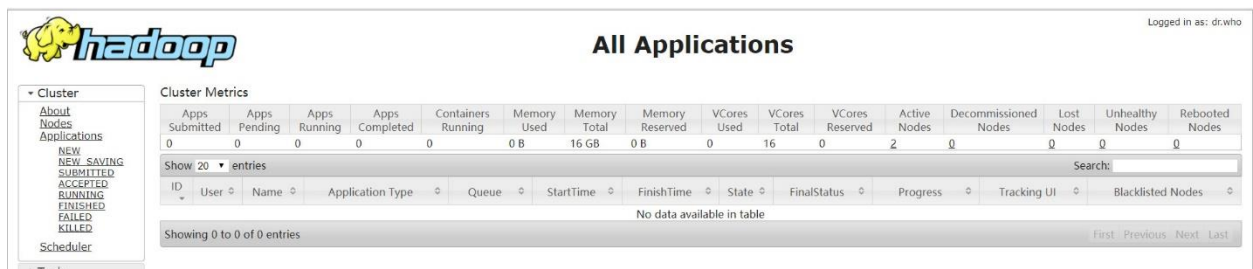 Logged in as: dr.who
hadoop
All Applications
Cluster
About
Nodes
Applications
NEW
NEW_SAVING
SUBMITTED
ACCEPTED
RUNNING
FINISHED
FAILED
KILLED
Scheduler
Cluster Metrics
Apps Submitted Apps Pending Apps Running Apps Completed Containers Running Memory Used Memory Total Memory Reserved VCores Used VCores Total VCores Reserved Active Nodes Decommissioned Nodes Lost Nodes Unhealthy Nodes Rebooted Nodes
0 0 0 0 0 0 B 16 GB 0 B 0 16 0 2 0 0 0 0
Show 20 entries Search:
ID User Name Application Type Queue StartTime FinishTime State FinalStatus Progress Tracking UI Blacklisted Nodes
No data available in table
Showing 0 to 0 of 0 entries First Previous Next Last